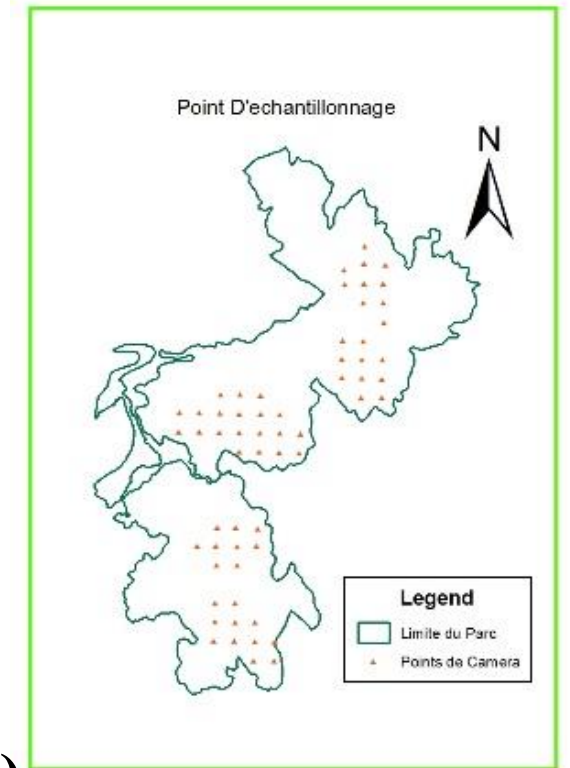 Point D'echantillonnage
N
Legend
Limite du Parc
Points de Camera
)